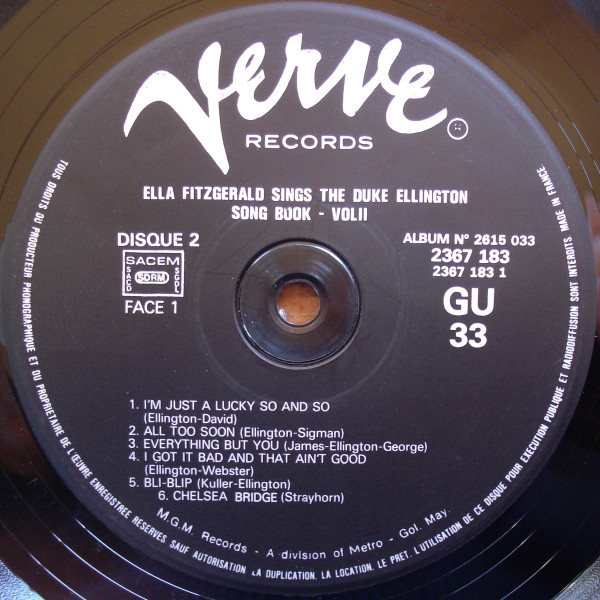 Verve
RECORDS
ELLA FITZGERALD SINGS THE DUKE ELLINGTON
SONG BOOK - VOLII
DISQUE 2
SACEM
SACD
SDRM
SGDL
FACE 1
ALBUM N° 2615 033
2367 183
2367 183 1
GU
33
1. I'M JUST A LUCKY SO AND SO
(Ellington-David)
2. ALL TOO SOON (Ellington-Sigman)
3. EVERYTHING BUT YOU (James-Ellington-George)
4. I GOT IT BAD AND THAT AIN'T GOOD
(Ellington-Webster)
5. BLI-BLIP (Kuller-Ellington)
6. CHELSEA BRIDGE (Strayhorn)
M.G.M. Records - A division of Metro - Gol. May.
TOUS DROITS DU PRODUCTEUR PHONOGRAPHIQUE ET DU PROPRIETAIRE DE L'ŒUVRE ENREGISTREE RESERVES SAUF AUTORISATION LA DUPLICATION. LA LOCATION. LE PRET. L'UTILISATION DE CE DISQUE POUR EXECUTION PUBLIQUE ET RADIODIFFUSION SONT INTERDITS MADE IN FRANCE.